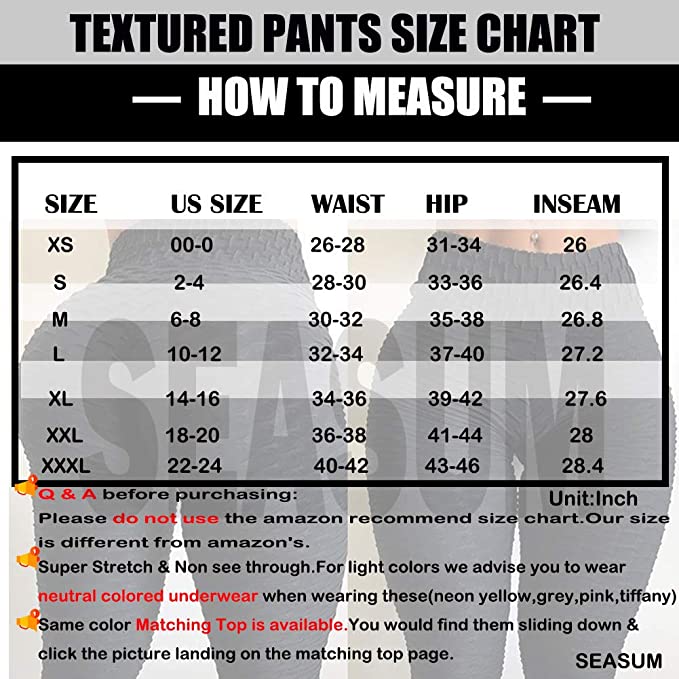 TEXTURED PANTS SIZE CHART
— HOW TO MEASURE —
SIZE US SIZE WAIST HIP INSEAM
XS 00-0 26-28 31-34 26
S 2-4 28-30 33-36 26.4
M 6-8 30-32 35-38 26.8
L 10-12 32-34 37-40 27.2
XL 14-16 34-36 39-42 27.6
XXL 18-20 36-38 41-44 28
XXXL 22-24 40-42 43-46 28.4
SEASUM
Q & A before purchasing: Unit:Inch
Please do not use the amazon recommend size chart.Our size
is different from amazon's.
Super Stretch & Non see through.For light colors we advise you to wear
neutral colored underwear when wearing these(neon yellow,grey,pink,tiffany)
Same color Matching Top is available.You would find them sliding down &
click the picture landing on the matching top page.
SEASUM